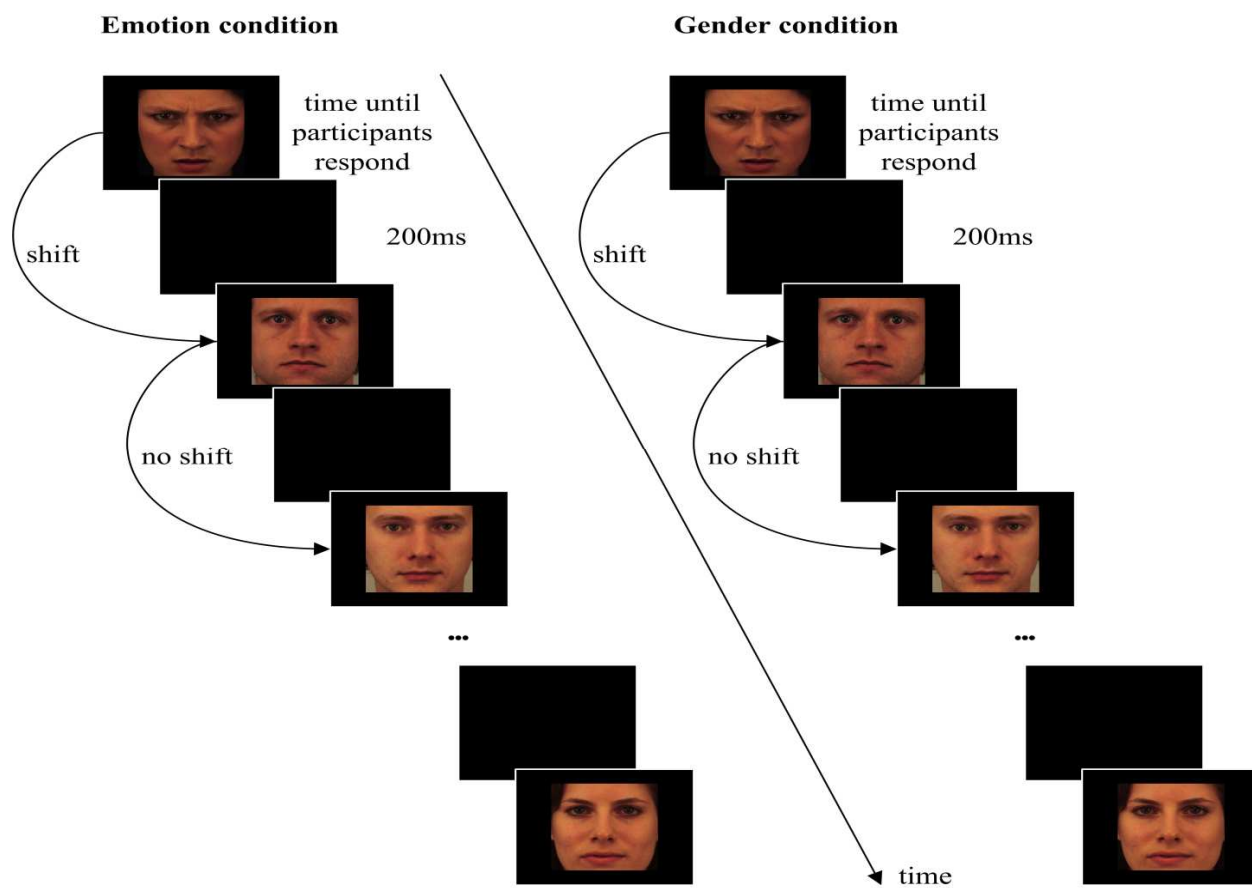 Emotion condition
time until
participants
respond
200ms
shift
no shift
...
Gender condition
time until
participants
respond
200ms
shift
no shift
...
time